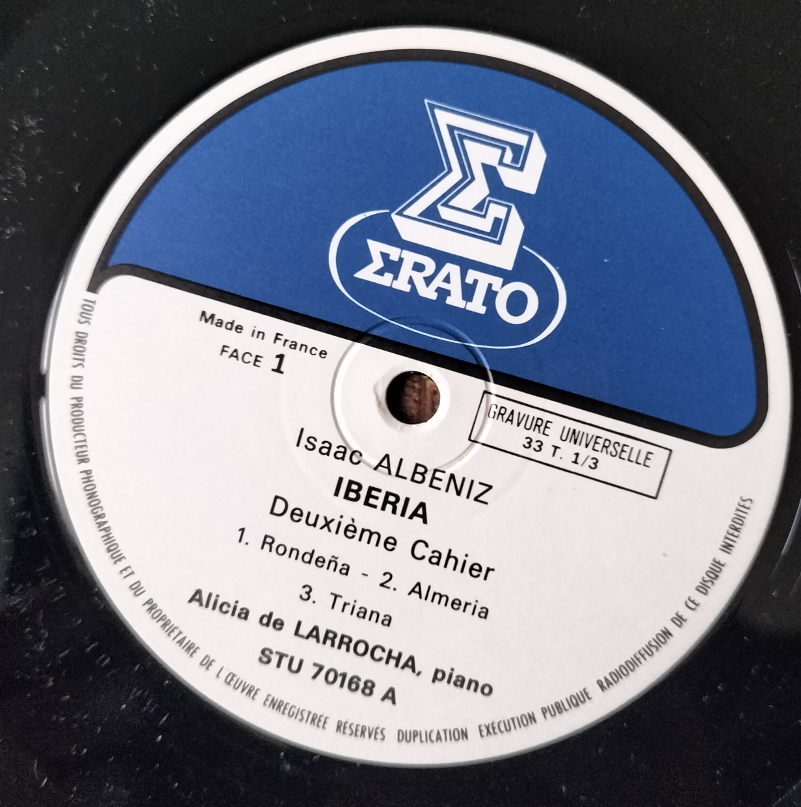 Σ
ΣRATO
Made in France
FACE 1
GRAVURE UNIVERSELLE
33 T. 1/3
Isaac ALBENIZ
IBERIA
Deuxième Cahier
1. Rondeña - 2. Almeria
3. Triana
Alicia de LARROCHA, piano
STU 70168 A
TOUS DROITS DU PRODUCTEUR PHONOGRAPHIQUE ET DU PROPRIÉTAIRE DE L'ŒUVRE ENREGISTRÉE RÉSERVÉS DUPLICATION EXÉCUTION PUBLIQUE RADIODIFFUSION DE CE DISQUE INTERDITES